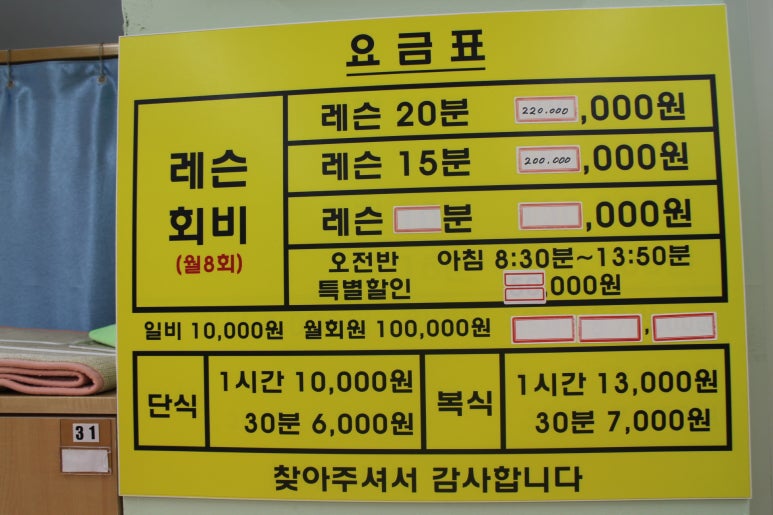 요금표
레슨 회비
(월8회)
레슨 20분 220.000,000원
레슨 15분 200.000,000원
레슨 분 ,000원
오전반 아침 8:30분~13:50분
특별할인 ,000원
일비 10,000원 월회원 100,000원 ,
단식 1시간 10,000원
30분 6,000원
복식 1시간 13,000원
30분 7,000원
찾아주셔서 감사합니다
31